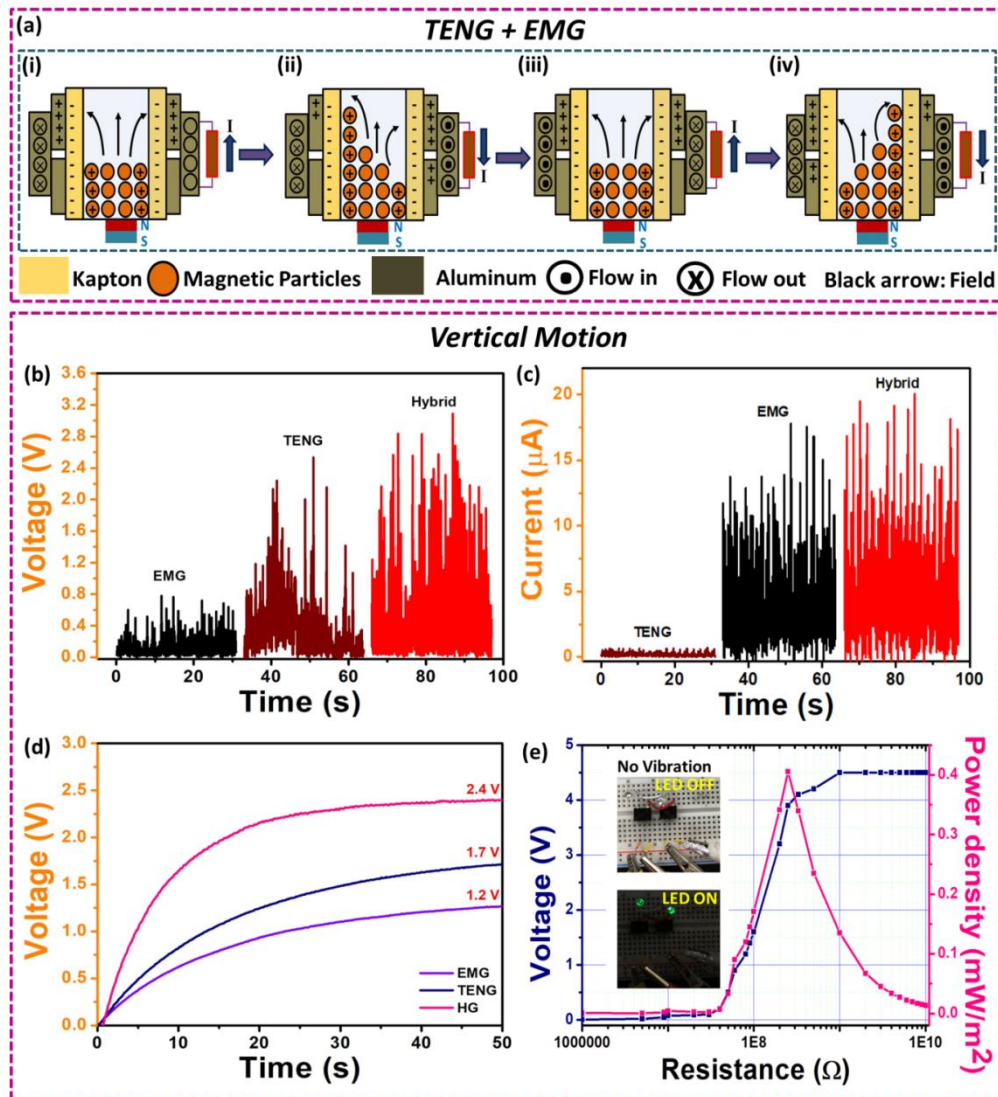 (a)
TENG + EMG
(i)
(ii)
(iii)
(iv)
I
I
I
I
N
S
N
S
N
S
N
S
Kapton
Magnetic Particles
Aluminum
Flow in
Flow out
Black arrow: Field
Vertical Motion
(b)
3.6
3.2
2.8
2.4
2.0
1.6
1.2
0.8
0.4
0.0
Voltage (V)
EMG
TENG
Hybrid
0 20 40 60 80 100
Time (s)
(c)
20
15
10
5
0
Current (μA)
TENG
EMG
Hybrid
0 20 40 60 80 100
Time (s)
(d)
3.0
2.5
2.0
1.5
1.0
0.5
0.0
Voltage (V)
2.4 V
1.7 V
1.2 V
EMG
TENG
HG
0 10 20 30 40 50
Time (s)
(e)
5
4
3
2
1
0
Voltage (V)
No Vibration
LED OFF
LED ON
0.4
0.3
0.2
0.1
0.0
Power density (mW/m²)
1000000 1E8 1E10
Resistance (Ω)